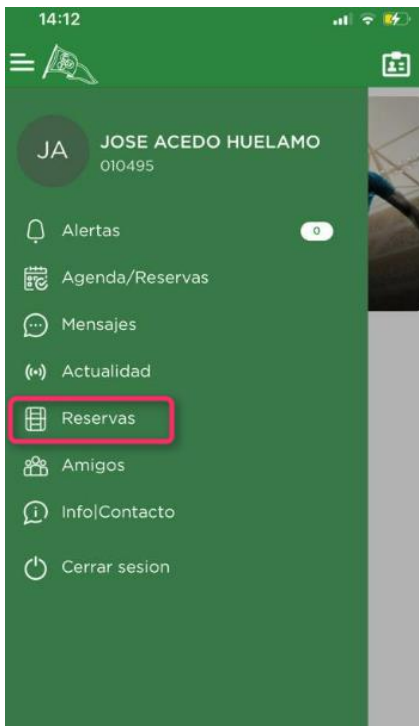 14:12
JA
JOSE ACEDO HUELAMO
010495
Alertas
0
Agenda/Reservas
Mensajes
Actualidad
Reservas
Amigos
Info|Contacto
Cerrar sesion